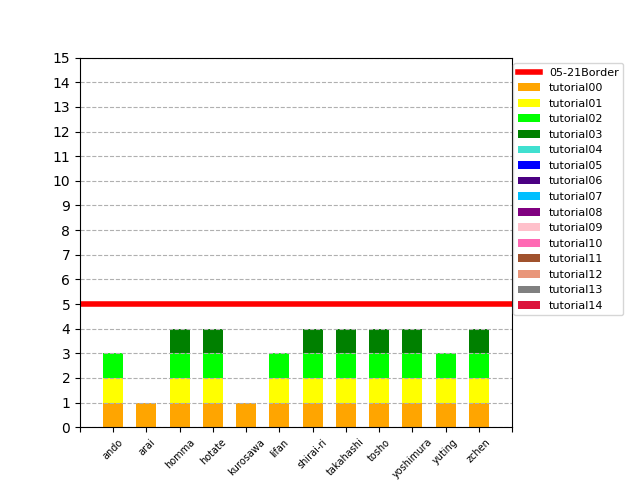 15
14
13
12
11
10
9
8
7
6
5
4
3
2
1
0
ando
arai
homma
hotate
kurosawa
lifan
shirai-ri
takahashi
tosho
yoshimura
yuting
zchen
05-21Border
tutorial00
tutorial01
tutorial02
tutorial03
tutorial04
tutorial05
tutorial06
tutorial07
tutorial08
tutorial09
tutorial10
tutorial11
tutorial12
tutorial13
tutorial14